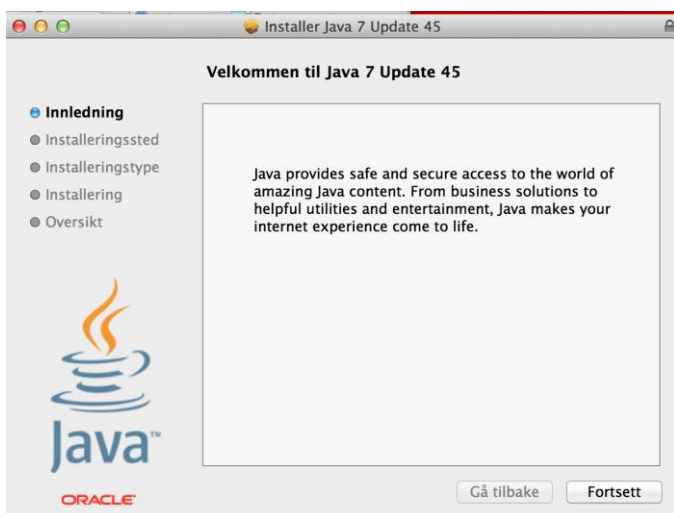 Installer Java 7 Update 45
Velkommen til Java 7 Update 45
Innledning
Installeringssted
Installeringstype
Installering
Oversikt
Java provides safe and secure access to the world of
amazing Java content. From business solutions to
helpful utilities and entertainment, Java makes your
internet experience come to life.
Java™
ORACLE®
Gå tilbake
Fortsett